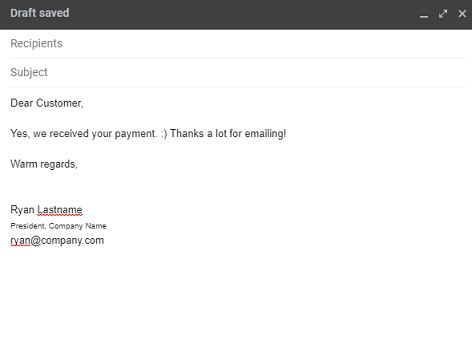 Draft saved
Recipients
Subject
Dear Customer,
Yes, we received your payment. :) Thanks a lot for emailing!
Warm regards,
Ryan Lastname
President, Company Name
ryan@company.com